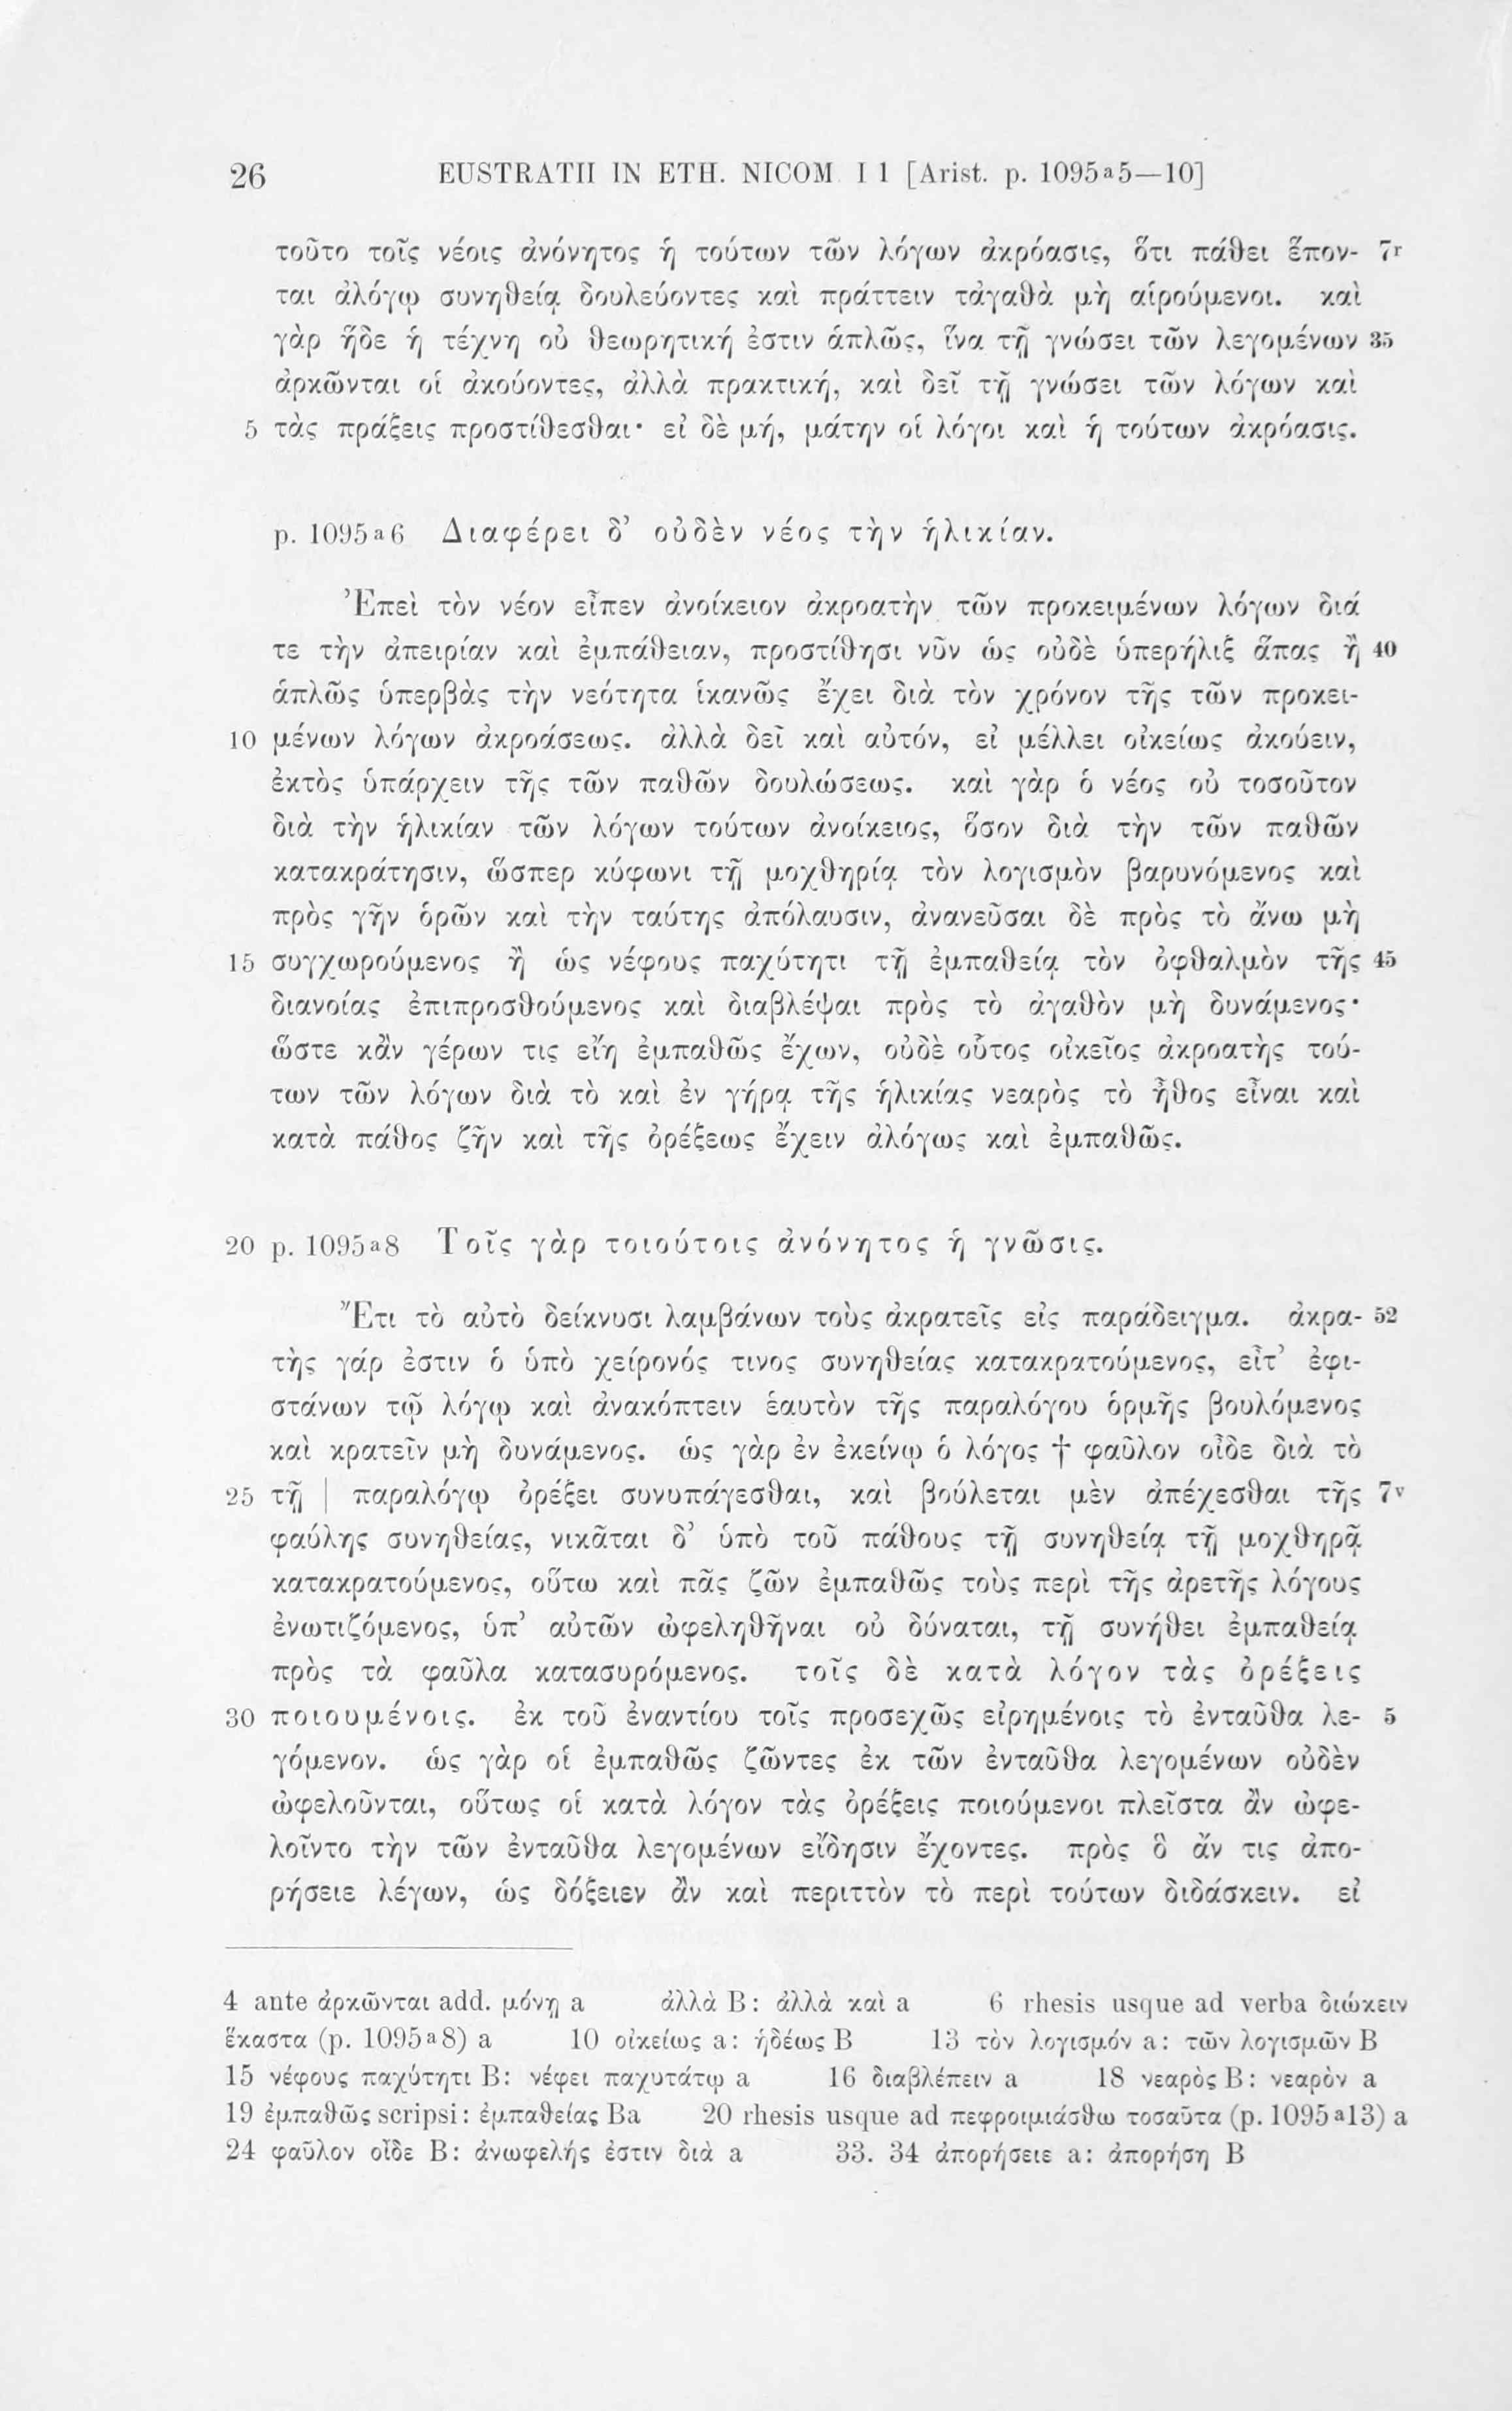 26 EUSTRATII IN ETH. NICOM I 1 [Arist. p. 1095a5—10]
τοῦτο τοῖς νέοις ἀνόνητος ἡ τούτων τῶν λόγων ἀκρόασις, ὅτι πάθει ἕπον- 7r
ται ἀλόγῳ συνηθείᾳ δουλεύοντες καὶ πράττειν τἀγαθὰ μὴ αἱρούμενοι. καὶ
γὰρ ἥδε ἡ τέχνη οὐ θεωρητική ἐστιν ἁπλῶς, ἵνα τῇ γνώσει τῶν λεγομένων 35
ἀρκῶνται οἱ ἀκούοντες, ἀλλὰ πρακτική, καὶ δεῖ τῇ γνώσει τῶν λόγων καὶ
5 τὰς πράξεις προστίθεσθαι· εἰ δὲ μή, μάτην οἱ λόγοι καὶ ἡ τούτων ἀκρόασις.
p. 1095a6 Διαφέρει δ’ οὐδὲν νέος τὴν ἡλικίαν.
Ἐπεὶ τὸν νέον εἶπεν ἀνοίκειον ἀκροατὴν τῶν προκειμένων λόγων διά
τε τὴν ἀπειρίαν καὶ ἐμπάθειαν, προστίθησι νῦν ὡς οὐδὲ ὑπερήλιξ ἅπας ἢ 40
ἁπλῶς ὑπερβὰς τὴν νεότητα ἱκανῶς ἔχει διὰ τὸν χρόνον τῆς τῶν προκει-
10 μένων λόγων ἀκροάσεως. ἀλλὰ δεῖ καὶ αὐτόν, εἰ μέλλει οἰκείως ἀκούειν,
ἐκτὸς ὑπάρχειν τῆς τῶν παθῶν δουλώσεως. καὶ γὰρ ὁ νέος οὐ τοσοῦτον
διὰ τὴν ἡλικίαν τῶν λόγων τούτων ἀνοίκειος, ὅσον διὰ τὴν τῶν παθῶν
κατακράτησιν, ὥσπερ κύφωνι τῇ μοχθηρίᾳ τὸν λογισμὸν βαρυνόμενος καὶ
πρὸς γῆν ὁρῶν καὶ τὴν ταύτης ἀπόλαυσιν, ἀνανεῦσαι δὲ πρὸς τὸ ἄνω μὴ
15 συγχωρούμενος ἢ ὡς νέφους παχύτητι τῇ ἐμπαθείᾳ τὸν ὀφθαλμὸν τῆς 45
διανοίας ἐπιπροσθούμενος καὶ διαβλέψαι πρὸς τὸ ἀγαθὸν μὴ δυνάμενος·
ὥστε κἂν γέρων τις εἴη ἐμπαθῶς ἔχων, οὐδὲ οὗτος οἰκεῖος ἀκροατὴς τού-
των τῶν λόγων διὰ τὸ καὶ ἐν γήρᾳ τῆς ἡλικίας νεαρὸς τὸ ἦθος εἶναι καὶ
κατὰ πάθος ζῆν καὶ τῆς ὀρέξεως ἔχειν ἀλόγως καὶ ἐμπαθῶς.
20 p. 1095a8 Τοῖς γὰρ τοιούτοις ἀνόνητος ἡ γνῶσις.
Ἔτι τὸ αὐτὸ δείκνυσι λαμβάνων τοὺς ἀκρατεῖς εἰς παράδειγμα. ἀκρα- 52
τὴς γάρ ἐστιν ὁ ὑπὸ χείρονός τινος συνηθείας κατακρατούμενος, εἶτ’ ἐφι-
στάνων τῷ λόγῳ καὶ ἀνακόπτειν ἑαυτὸν τῆς παραλόγου ὁρμῆς βουλόμενος
καὶ κρατεῖν μὴ δυνάμενος. ὡς γὰρ ἐν ἐκείνῳ ὁ λόγος † φαῦλον οἶδε διὰ τὸ
25 τῇ | παραλόγῳ ὀρέξει συνυπάγεσθαι, καὶ βούλεται μὲν ἀπέχεσθαι τῆς 7v
φαύλης συνηθείας, νικᾶται δ’ ὑπὸ τοῦ πάθους τῇ συνηθείᾳ τῇ μοχθηρᾷ
κατακρατούμενος, οὕτω καὶ πᾶς ζῶν ἐμπαθῶς τοὺς περὶ τῆς ἀρετῆς λόγους
ἐνωτιζόμενος, ὑπ’ αὐτῶν ὠφεληθῆναι οὐ δύναται, τῇ συνήθει ἐμπαθείᾳ
πρὸς τὰ φαῦλα κατασυρόμενος. τοῖς δὲ κατὰ λόγον τὰς ὀρέξεις
30 ποιουμένοις. ἐκ τοῦ ἐναντίου τοῖς προσεχῶς εἰρημένοις τὸ ἐνταῦθα λε- 5
γόμενον. ὡς γὰρ οἱ ἐμπαθῶς ζῶντες ἐκ τῶν ἐνταῦθα λεγομένων οὐδὲν
ὠφελοῦνται, οὕτως οἱ κατὰ λόγον τὰς ὀρέξεις ποιούμενοι πλεῖστα ἂν ὠφε-
λοῖντο τὴν τῶν ἐνταῦθα λεγομένων εἴδησιν ἔχοντες. πρὸς ὃ ἄν τις ἀπο-
ρήσειε λέγων, ὡς δόξειεν ἂν καὶ περιττὸν τὸ περὶ τούτων διδάσκειν. εἰ
4 ante ἀρκῶνται add. μόνῃ a ἀλλὰ B: ἀλλὰ καὶ a 6 rhesis usque ad verba διώκειν
ἕκαστα (p. 1095a8) a 10 οἰκείως a: ἡδέως B 13 τὸν λογισμόν a: τῶν λογισμῶν B
15 νέφους παχύτητι B: νέφει παχυτάτῳ a 16 διαβλέπειν a 18 νεαρὸς B: νεαρὸν a
19 ἐμπαθῶς scripsi: ἐμπαθείας Ba 20 rhesis usque ad πεφροιμιάσθω τοσαῦτα (p. 1095a13) a
24 φαῦλον οἶδε B: ἀνωφελής ἐστιν διὰ a 33. 34 ἀπορήσειε a: ἀπορήσῃ B